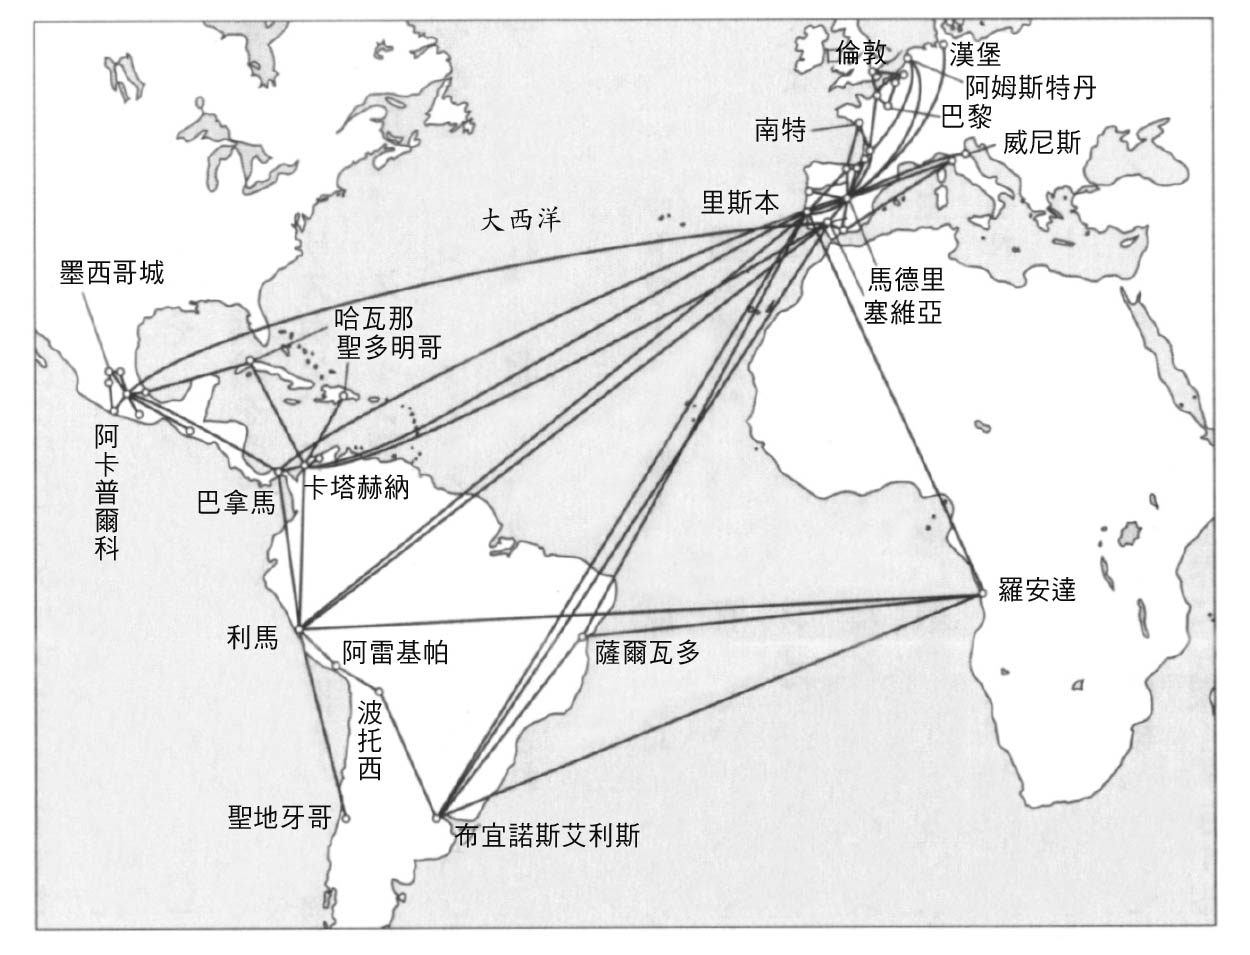 倫敦
漢堡
阿姆斯特丹
巴黎
南特
威尼斯
里斯本
大西洋
墨西哥城
馬德里
塞維亞
哈瓦那
聖多明哥
阿卡普爾科
卡塔赫納
巴拿馬
羅安達
利馬
阿雷基帕
薩爾瓦多
波托西
聖地牙哥
布宜諾斯艾利斯